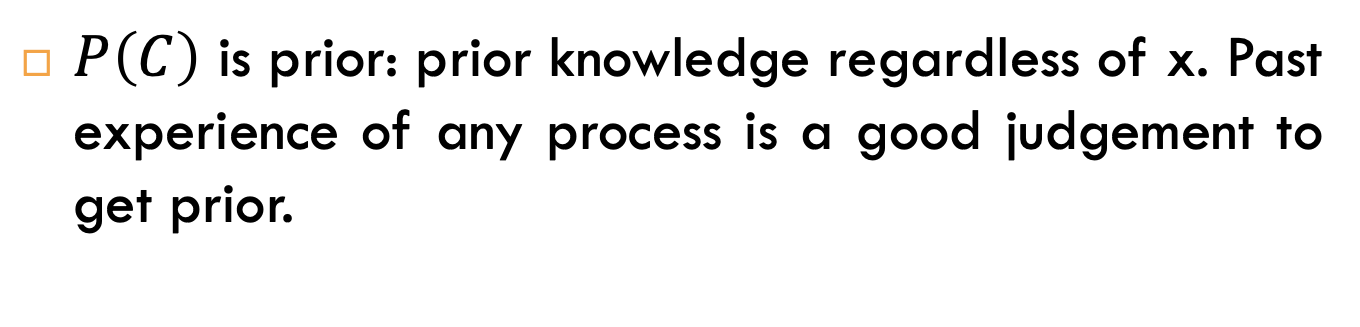 P(C) is prior: prior knowledge regardless of x. Past
experience of any process is a good judgement to
get prior.